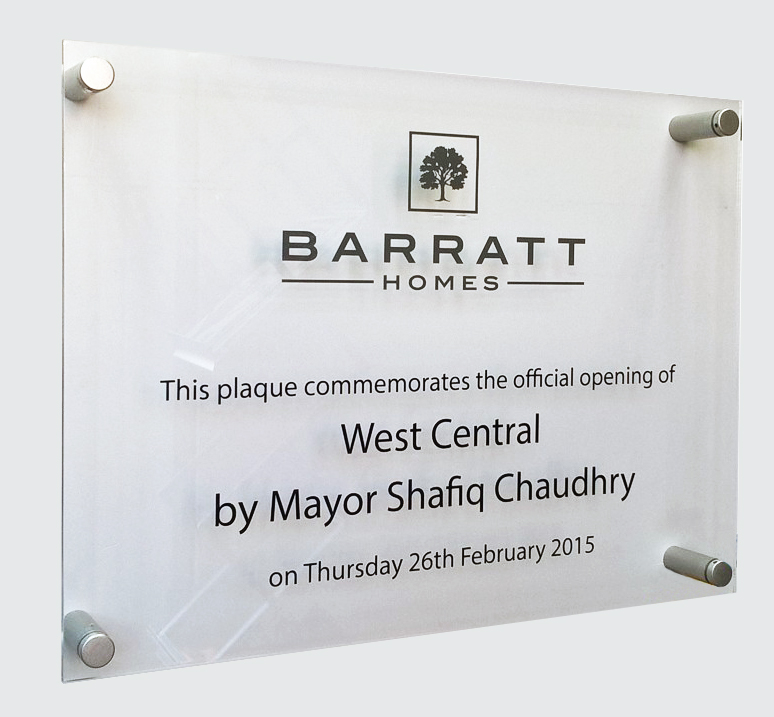 BARRATT
HOMES
This plaque commemorates the official opening of
West Central
by Mayor Shafiq Chaudhry
on Thursday 26th February 2015